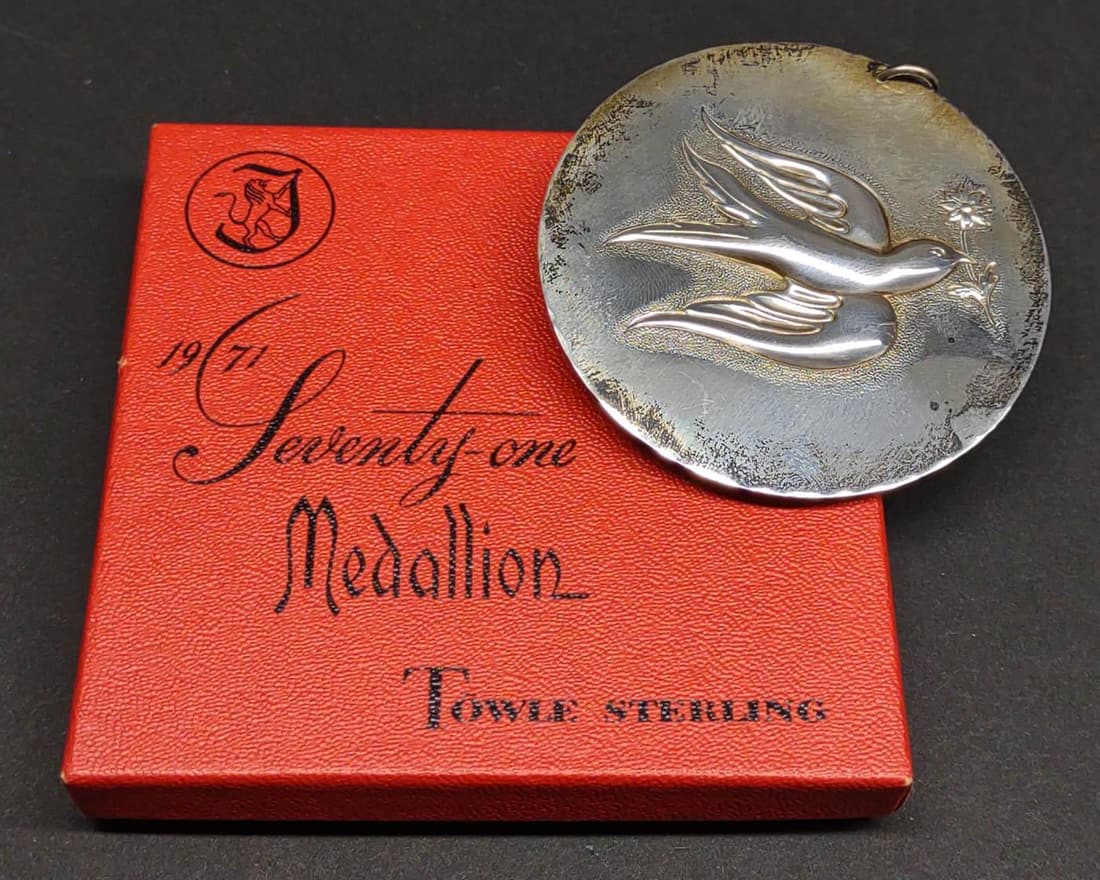 1971
Seventy-one
Medallion
TOWLE STERLING